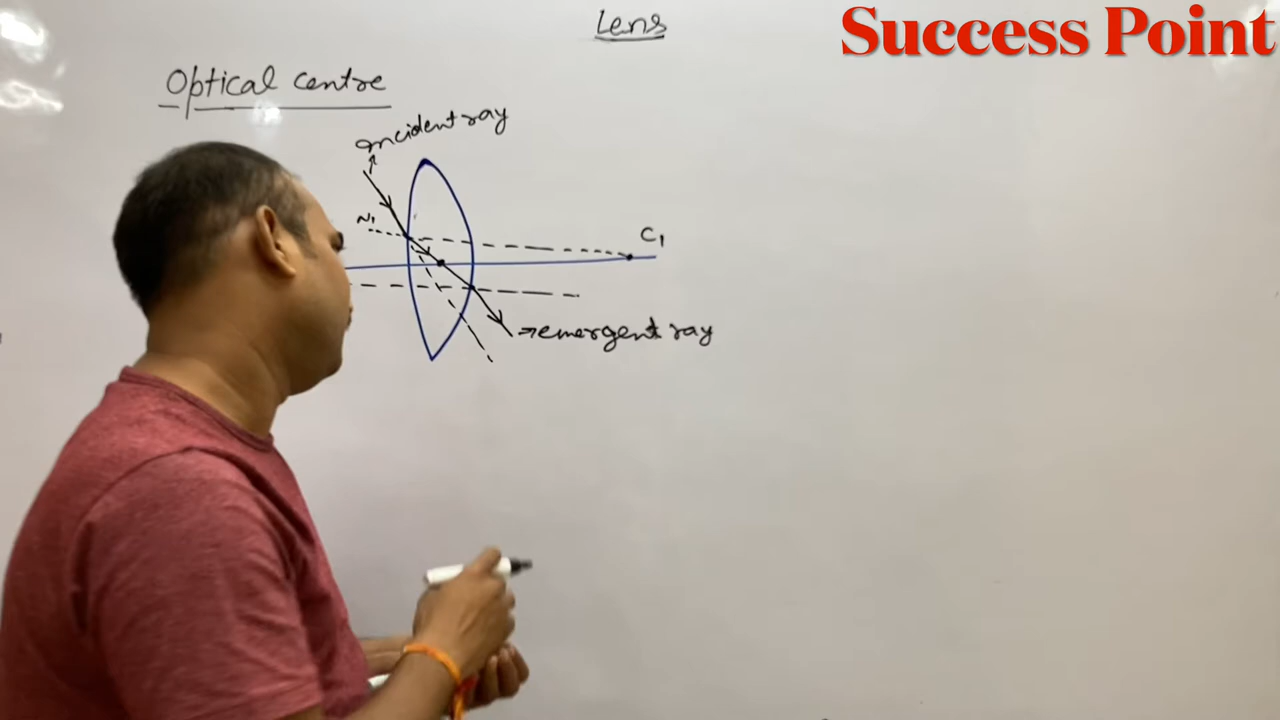 Lens
Success Point
Optical centre
incident ray
N1
C1
emergent ray